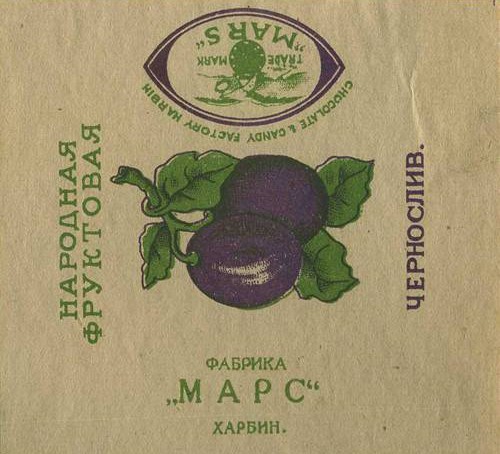 „MARS“
TRADE MARK
CHOCOLATE & CANDY FACTORY HARBIN
НАРОДНАЯ
ФРУКТОВАЯ
ЧЕРНОСЛИВ.
ФАБРИКА
„МАРС“
ХАРБИН.